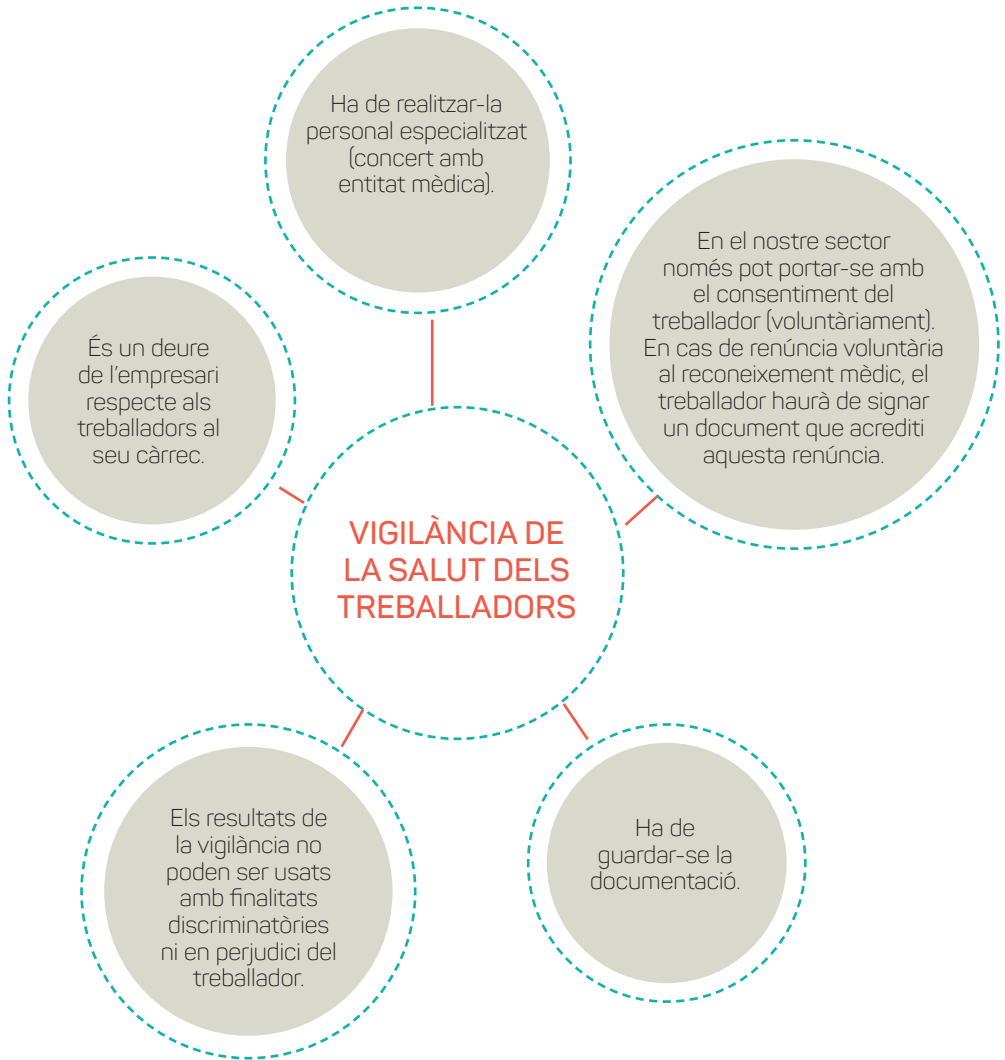 Ha de realitzar-la
personal especialitzat
(concert amb
entitat mèdica).
En el nostre sector
només pot portar-se amb
el consentiment del
treballador (voluntàriament).
En cas de renúncia voluntària
al reconeixement mèdic, el
treballador haurà de signar
un document que acrediti
aquesta renúncia.
És un deure
de l’empresari
respecte als
treballadors al
seu càrrec.
VIGILÀNCIA DE
LA SALUT DELS
TREBALLADORS
Els resultats de
la vigilància no
poden ser usats
amb finalitats
discriminatòries
ni en perjudici del
treballador.
Ha de
guardar-se la
documentació.